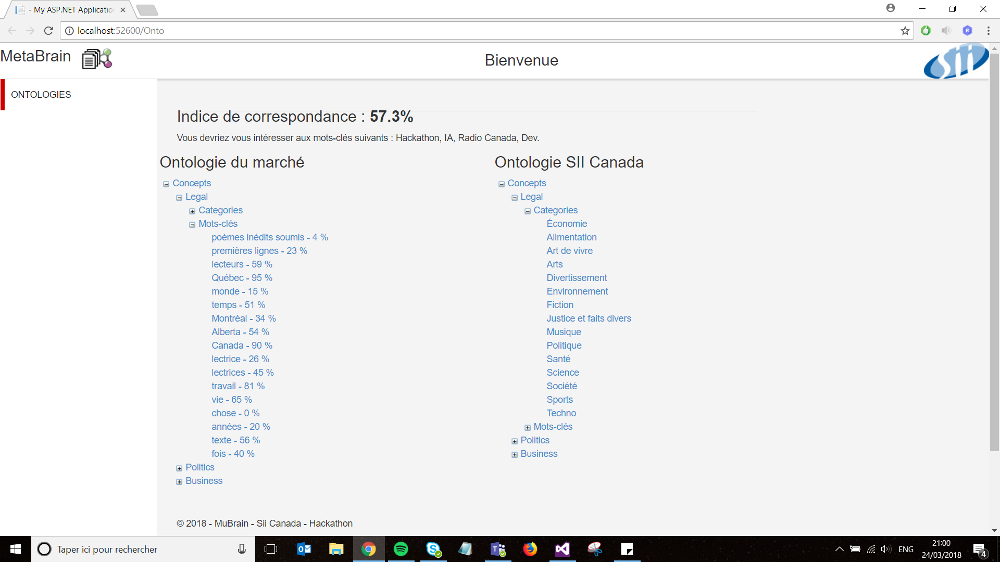 - My ASP.NET Applicatio
localhost:52600/Onto
MetaBrain
Bienvenue
sii
ONTOLOGIES
Indice de correspondance : 57.3%
Vous devriez vous intéresser aux mots-clés suivants : Hackathon, IA, Radio Canada, Dev.
Ontologie du marché
Concepts
Legal
Categories
Mots-clés
poèmes inédits soumis - 4 %
premières lignes - 23 %
lecteurs - 59 %
Québec - 95 %
monde - 15 %
temps - 51 %
Montréal - 34 %
Alberta - 54 %
Canada - 90 %
lectrice - 26 %
lectrices - 45 %
travail - 81 %
vie - 65 %
chose - 0 %
années - 20 %
texte - 56 %
fois - 40 %
Politics
Business
Ontologie SII Canada
Concepts
Legal
Categories
Économie
Alimentation
Art de vivre
Arts
Divertissement
Environnement
Fiction
Justice et faits divers
Musique
Politique
Santé
Science
Société
Sports
Techno
Mots-clés
Politics
Business
© 2018 - MuBrain - Sii Canada - Hackathon
Taper ici pour rechercher
ENG
21:00
24/03/2018
4